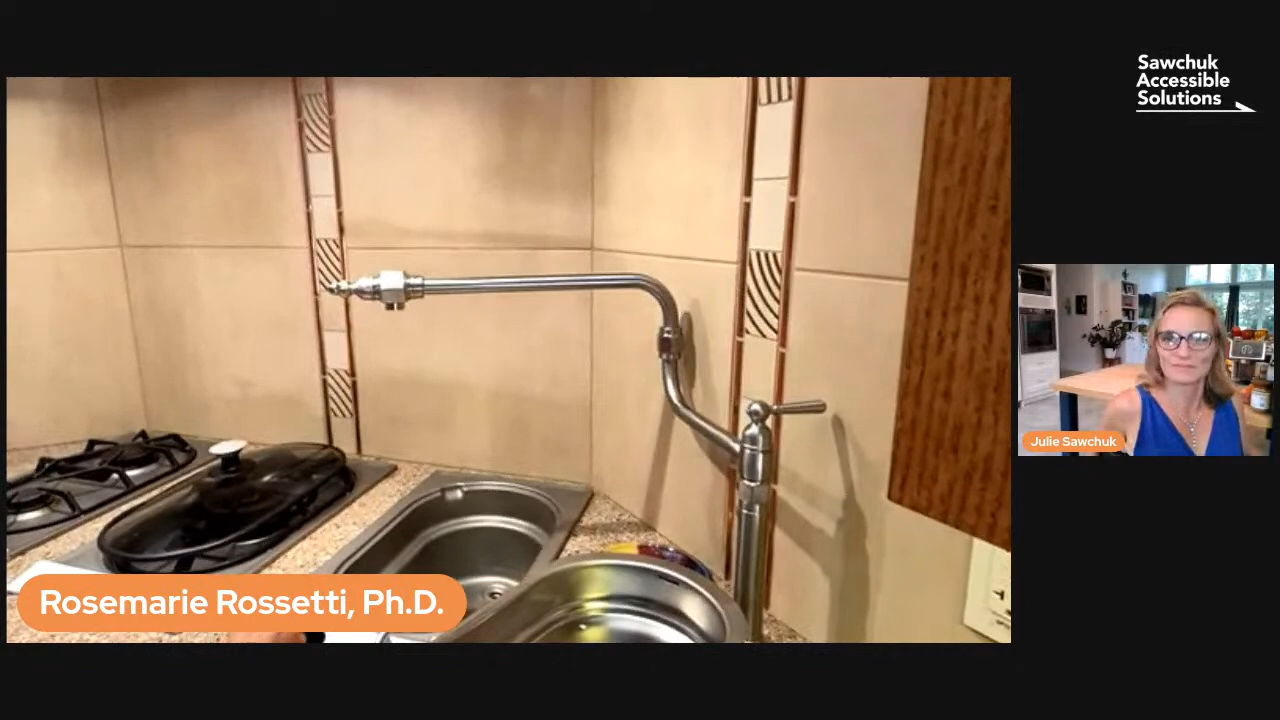 Sawchuk
Accessible
Solutions
Julie Sawchuk
Rosemarie Rossetti, Ph.D.